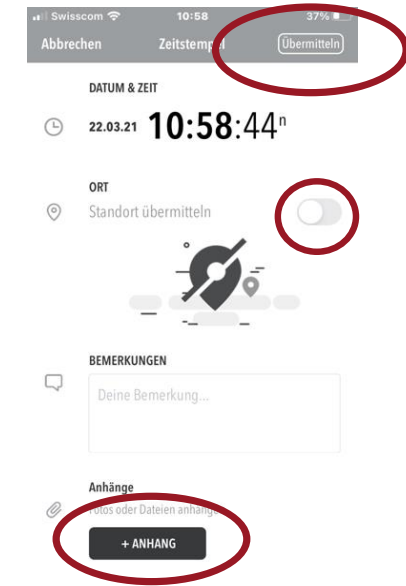 Swisscom 10:58 37%
Abbrechen Zeitstempel Übermitteln
DATUM & ZEIT
22.03.21 10:58:44ⁿ
ORT
Standort übermitteln
BEMERKUNGEN
Deine Bemerkung...
Anhänge
Fotos oder Dateien anhängen
+ ANHANG